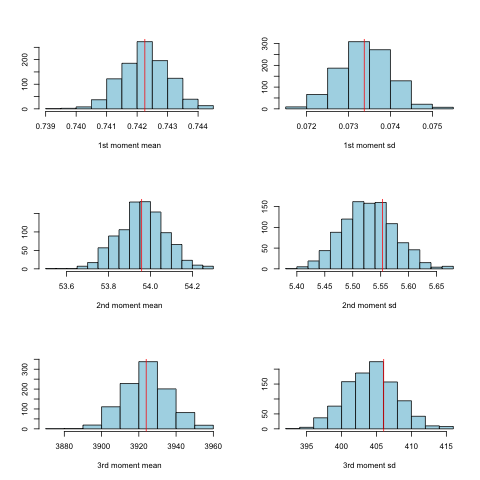 0 100 200
0.739 0.740 0.741 0.742 0.743 0.744
1st moment mean
0 100 200 300
0.072 0.073 0.074 0.075
1st moment sd
0 50 100
53.6 53.8 54.0 54.2
2nd moment mean
0 50 100 150
5.40 5.45 5.50 5.55 5.60 5.65
2nd moment sd
0 100 200 300
3880 3900 3920 3940 3960
3rd moment mean
0 50 150
395 400 405 410 415
3rd moment sd